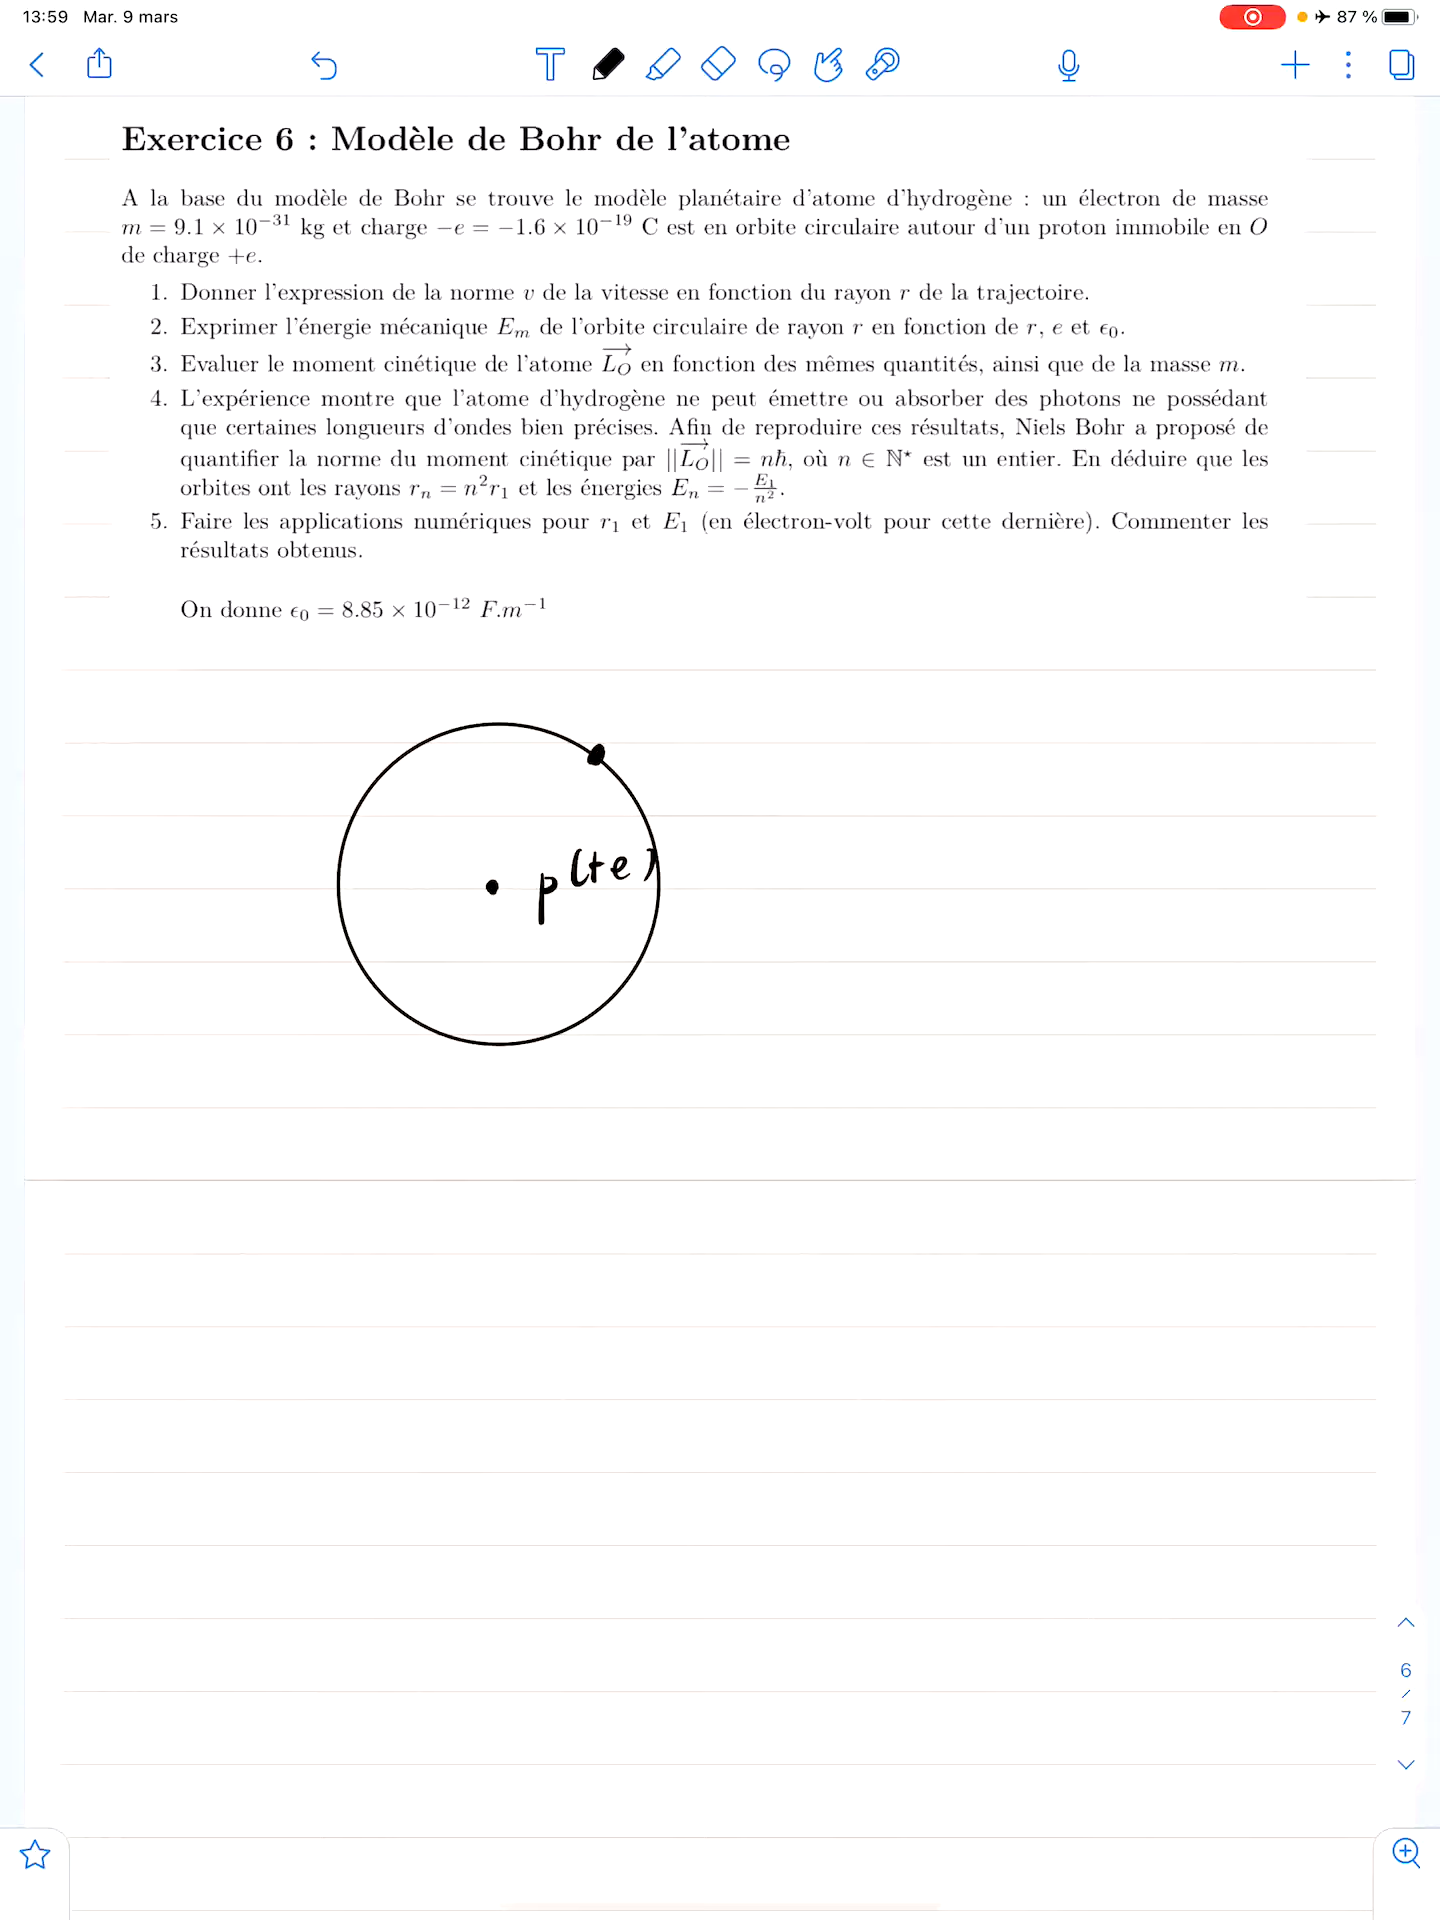 13:59 Mar. 9 mars
87 %
Exercice 6 : Modèle de Bohr de l'atome
A la base du modèle de Bohr se trouve le modèle planétaire d'atome d'hydrogène : un électron de masse
m = 9.1 × 10⁻³¹ kg et charge −e = −1.6 × 10⁻¹⁹ C est en orbite circulaire autour d'un proton immobile en O
de charge +e.
1. Donner l'expression de la norme v de la vitesse en fonction du rayon r de la trajectoire.
2. Exprimer l'énergie mécanique Eₘ de l'orbite circulaire de rayon r en fonction de r, e et ϵ₀.
3. Evaluer le moment cinétique de l'atome $\overrightarrow{L_O}$ en fonction des mêmes quantités, ainsi que de la masse m.
4. L'expérience montre que l'atome d'hydrogène ne peut émettre ou absorber des photons ne possédant
que certaines longueurs d'ondes bien précises. Afin de reproduire ces résultats, Niels Bohr a proposé de
quantifier la norme du moment cinétique par $||\overrightarrow{L_O}||$ = nℏ, où n ∈ ℕ⋆ est un entier. En déduire que les
orbites ont les rayons rₙ = n²r₁ et les énergies Eₙ = $-\frac{E_1}{n^2}$.
5. Faire les applications numériques pour r₁ et E₁ (en électron-volt pour cette dernière). Commenter les
résultats obtenus.
On donne ϵ₀ = 8.85 × 10⁻¹² F.m⁻¹
p(+e)
6
/
7